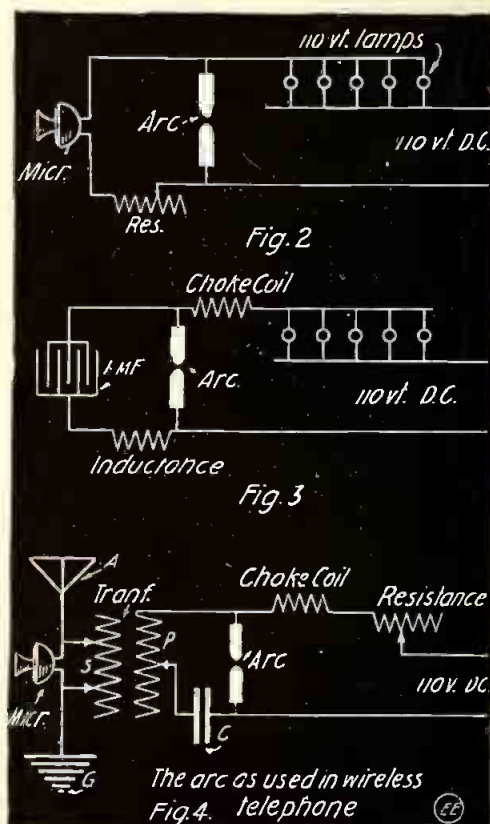 110 vt. lamps
Arc
110 vt. D.C.
Micr.
Res.
Fig. 2
Choke Coil
1.MF
Arc.
110 vt. D.C.
Inductance
Fig. 3
A
Tranf.
Choke Coil
Resistance
S
P
Arc
110 v. DC.
Micr.
C
G
The arc as used in wireless
Fig. 4. telephone
EE